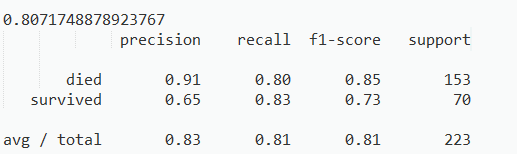 0.8071748878923767
precision recall f1-score support
died 0.91 0.80 0.85 153
survived 0.65 0.83 0.73 70
avg / total 0.83 0.81 0.81 223